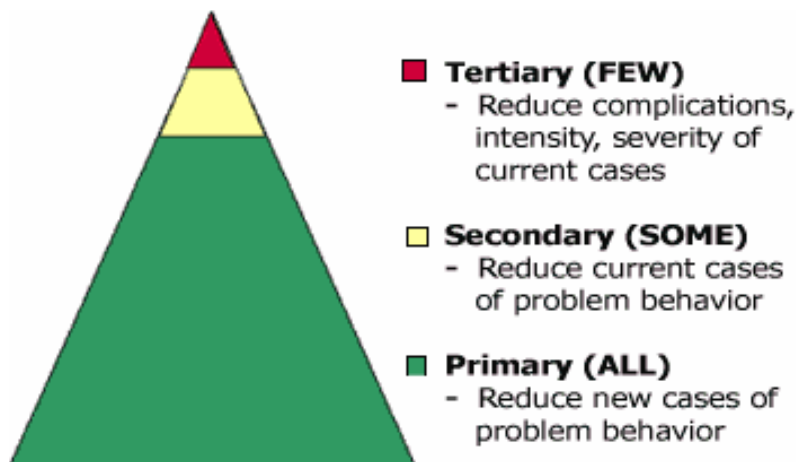 Tertiary (FEW)
- Reduce complications,
intensity, severity of
current cases
Secondary (SOME)
- Reduce current cases
of problem behavior
Primary (ALL)
- Reduce new cases of
problem behavior